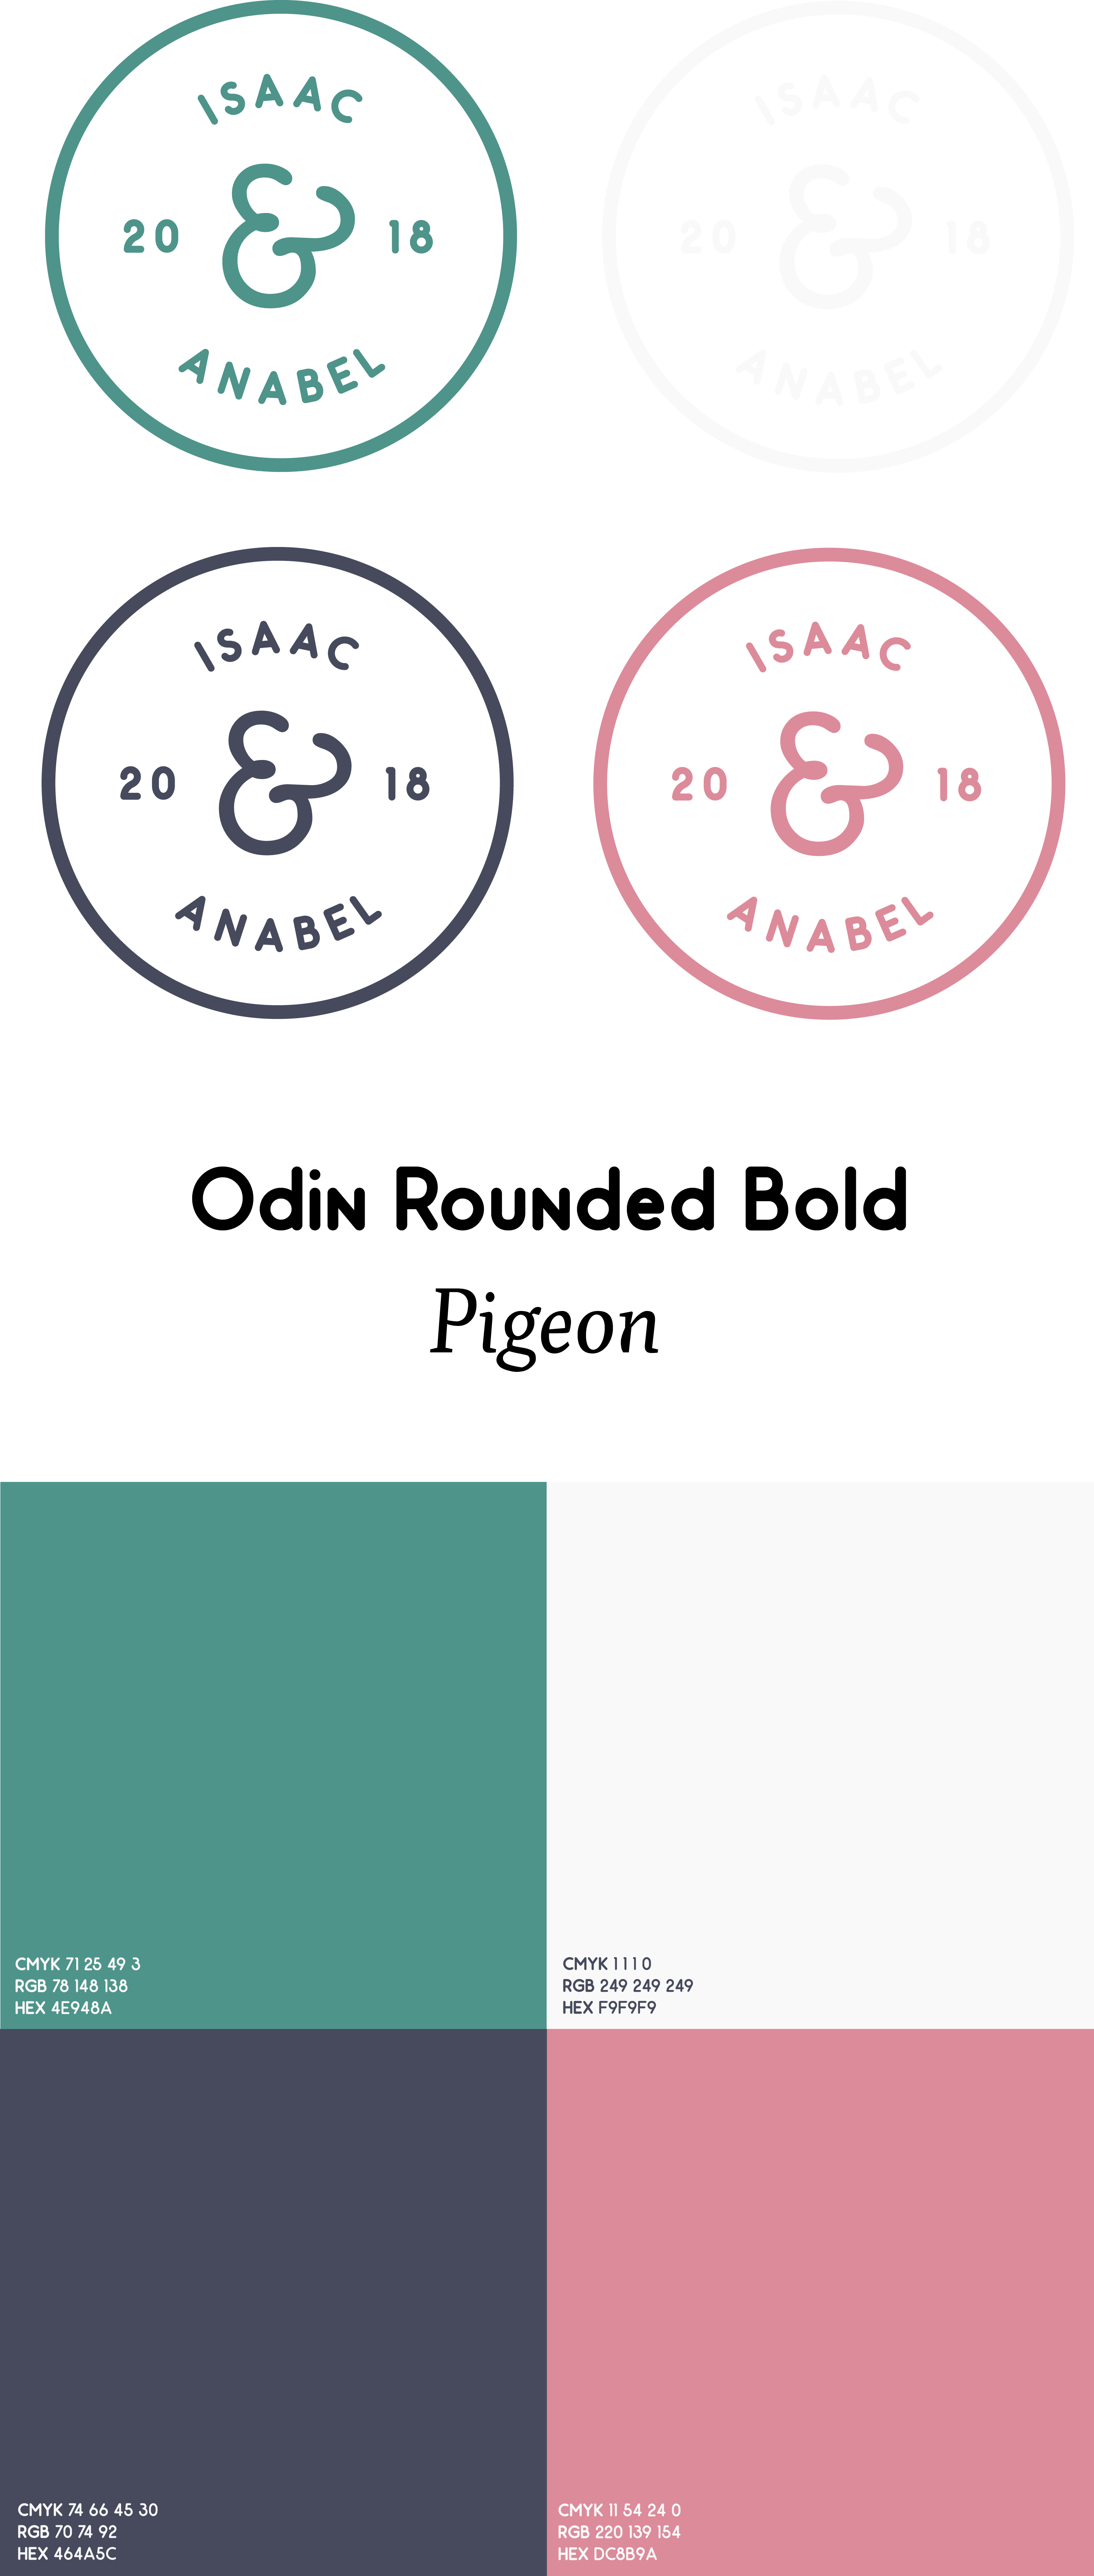 ISAAC
20 & 18
ANABEL
ISAAC
20 & 18
ANABEL
ISAAC
20 & 18
ANABEL
ISAAC
20 & 18
ANABEL
Odin Rounded Bold
Pigeon
CMYK 71 25 49 3
RGB 78 148 138
HEX 4E948A
CMYK 1 1 1 0
RGB 249 249 249
HEX F9F9F9
CMYK 74 66 45 30
RGB 70 74 92
HEX 464A5C
CMYK 11 54 24 0
RGB 220 139 154
HEX DC8B9A